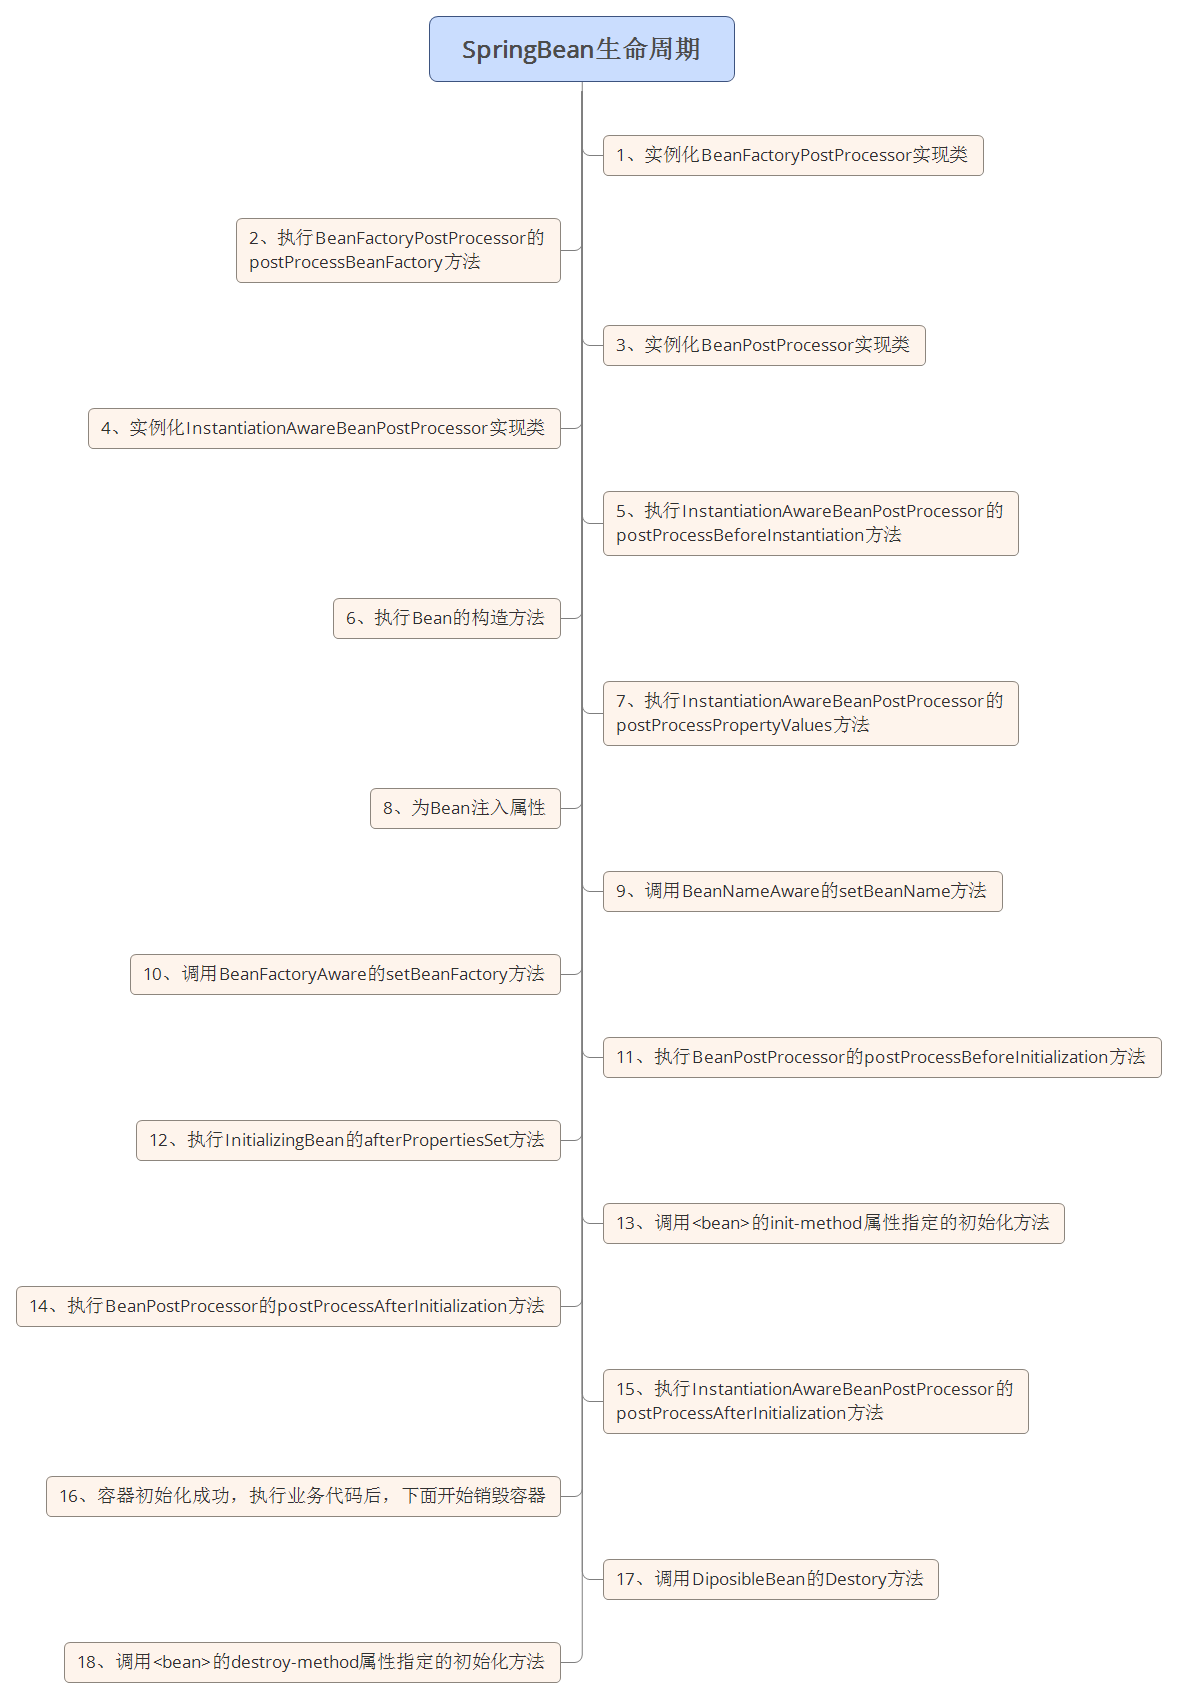 SpringBean生命周期
1、实例化BeanFactoryPostProcessor实现类
2、执行BeanFactoryPostProcessor的
postProcessBeanFactory方法
3、实例化BeanPostProcessor实现类
4、实例化InstantiationAwareBeanPostProcessor实现类
5、执行InstantiationAwareBeanPostProcessor的
postProcessBeforeInstantiation方法
6、执行Bean的构造方法
7、执行InstantiationAwareBeanPostProcessor的
postProcessPropertyValues方法
8、为Bean注入属性
9、调用BeanNameAware的setBeanName方法
10、调用BeanFactoryAware的setBeanFactory方法
11、执行BeanPostProcessor的postProcessBeforeInitialization方法
12、执行InitializingBean的afterPropertiesSet方法
13、调用<bean>的init-method属性指定的初始化方法
14、执行BeanPostProcessor的postProcessAfterInitialization方法
15、执行InstantiationAwareBeanPostProcessor的
postProcessAfterInitialization方法
16、容器初始化成功，执行业务代码后，下面开始销毁容器
17、调用DiposibleBean的Destory方法
18、调用<bean>的destroy-method属性指定的初始化方法